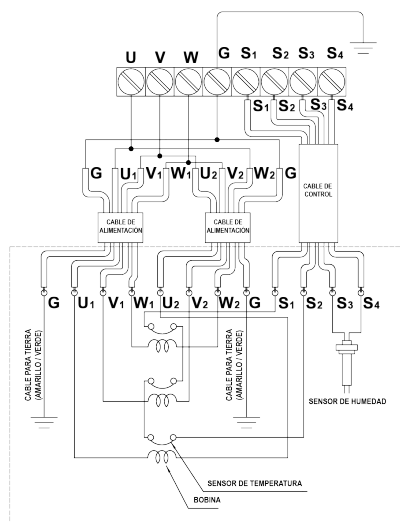 U V W G S1 S2 S3 S4
S1 S2 S3 S4
G U1 V1 W1 U2 V2 W2 G
CABLE DE
ALIMENTACIÓN
CABLE DE
ALIMENTACIÓN
CABLE DE
CONTROL
G U1 V1 W1 U2 V2 W2 G S1 S2 S3 S4
CABLE PARA TIERRA
(AMARILLO / VERDE)
CABLE PARA TIERRA
(AMARILLO / VERDE)
SENSOR DE HUMEDAD
SENSOR DE TEMPERATURA
BOBINA